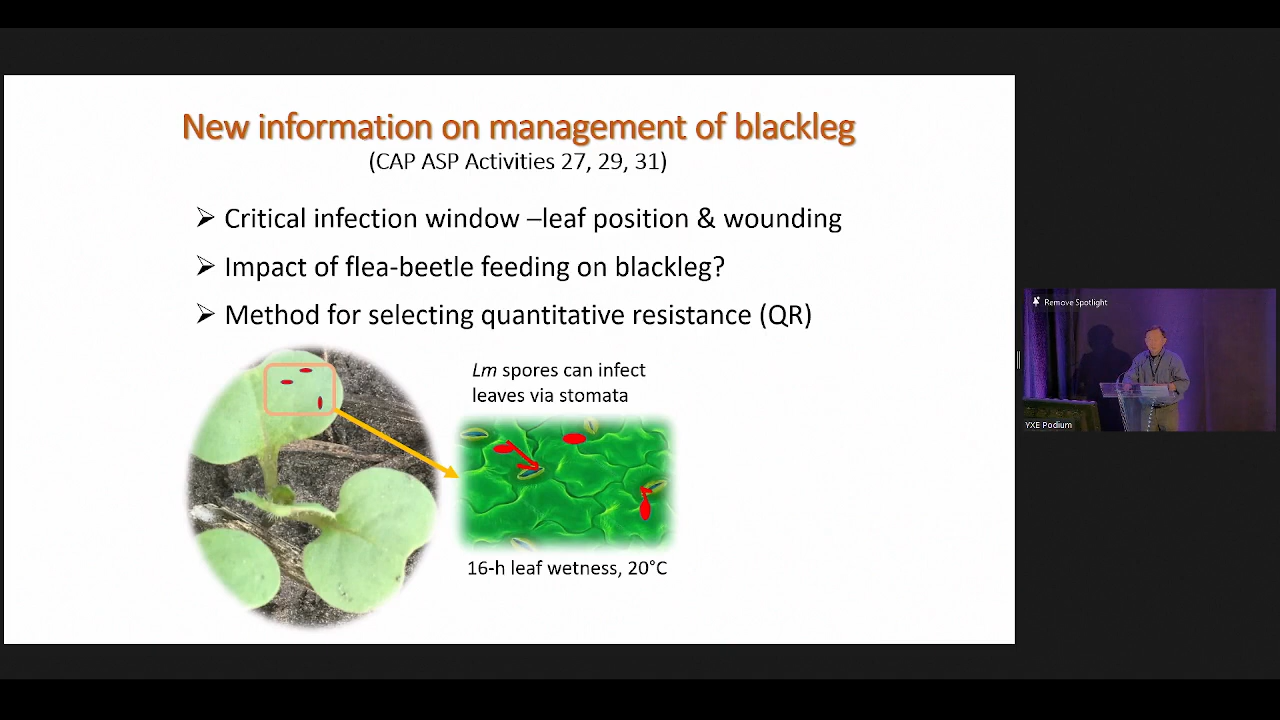 New information on management of blackleg
(CAP ASP Activities 27, 29, 31)
➢ Critical infection window –leaf position & wounding
➢ Impact of flea-beetle feeding on blackleg?
➢ Method for selecting quantitative resistance (QR)
Lm spores can infect
leaves via stomata
16-h leaf wetness, 20°C
Remove Spotlight
YXE Podium